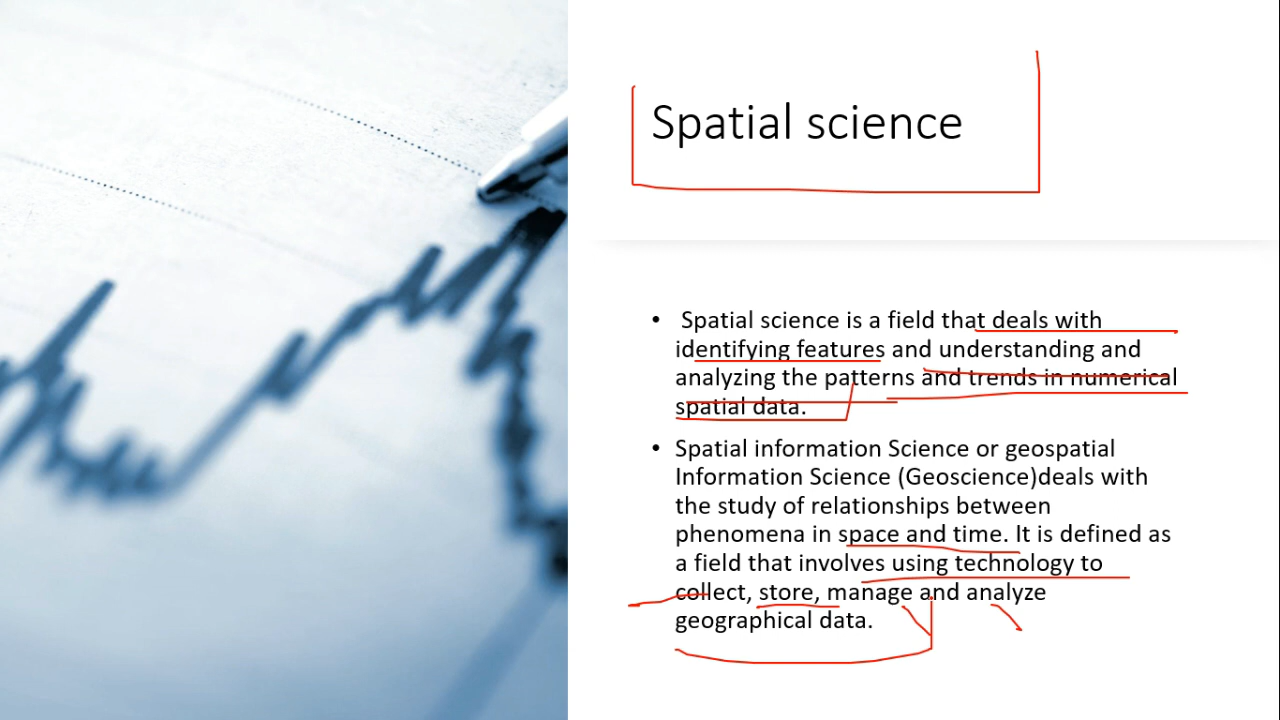 Spatial science
• Spatial science is a field that deals with
identifying features and understanding and
analyzing the patterns and trends in numerical
spatial data.
• Spatial information Science or geospatial
Information Science (Geoscience)deals with
the study of relationships between
phenomena in space and time. It is defined as
a field that involves using technology to
collect, store, manage and analyze
geographical data.